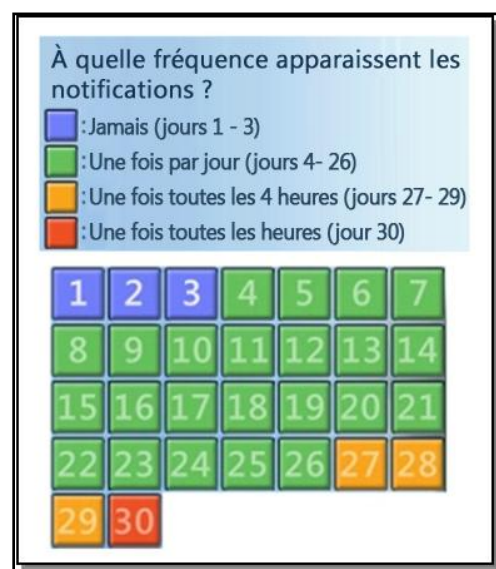 À quelle fréquence apparaissent les
notifications ?
: Jamais (jours 1 - 3)
: Une fois par jour (jours 4- 26)
: Une fois toutes les 4 heures (jours 27- 29)
: Une fois toutes les heures (jour 30)
1 2 3 4 5 6 7
8 9 10 11 12 13 14
15 16 17 18 19 20 21
22 23 24 25 26 27 28
29 30